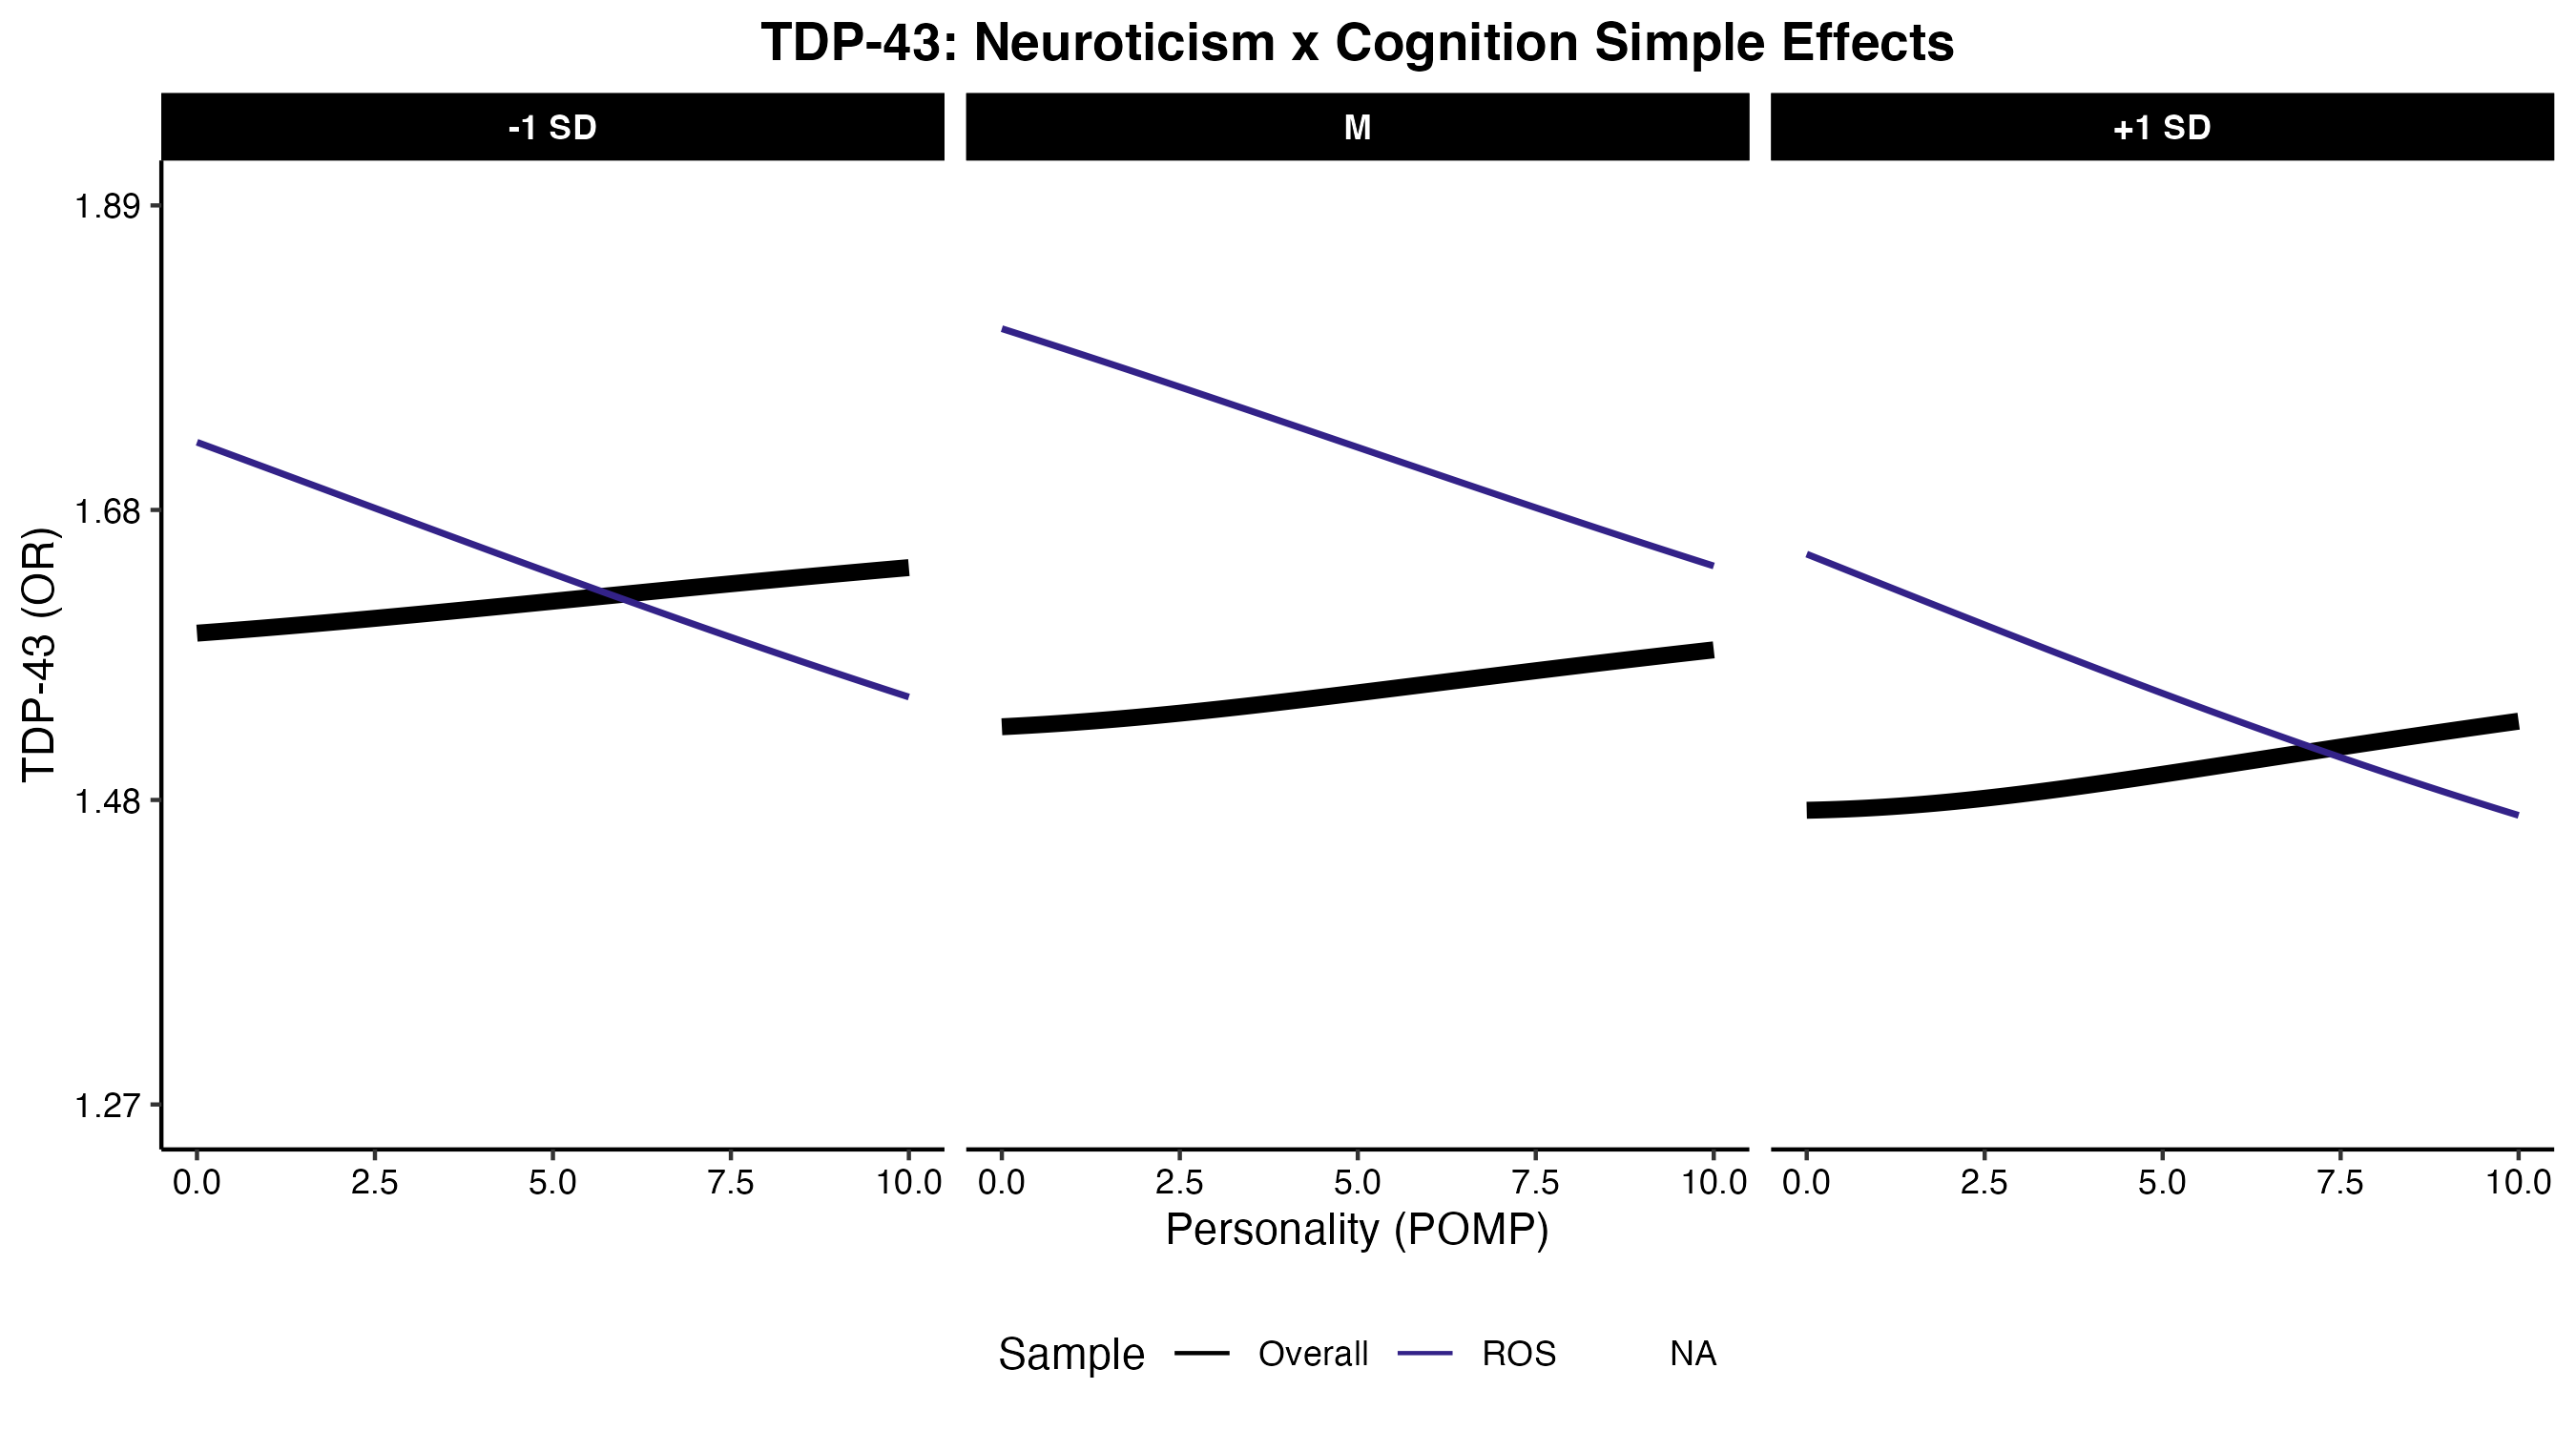 TDP-43: Neuroticism x Cognition Simple Effects
-1 SD M +1 SD
1.89
1.68
1.48
1.27
TDP-43 (OR)
0.0 2.5 5.0 7.5 10.0 0.0 2.5 5.0 7.5 10.0 0.0 2.5 5.0 7.5 10.0
Personality (POMP)
Sample Overall ROS NA